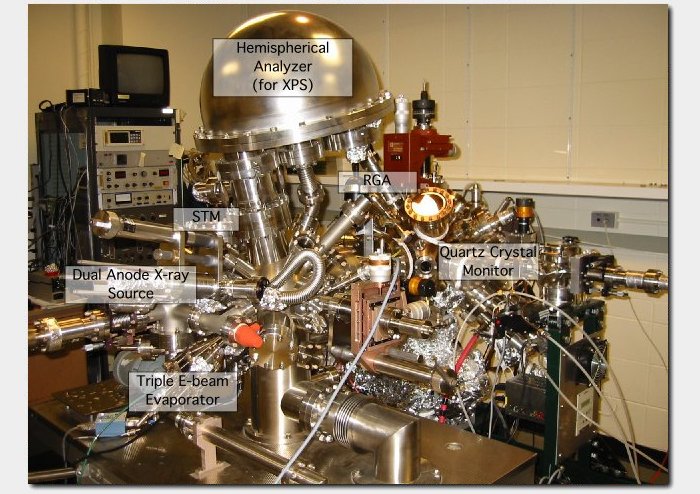 Hemispherical
Analyzer
(for XPS)
RGA
STM
Quartz Crystal
Monitor
Dual Anode X-ray
Source
Triple E-beam
Evaporator